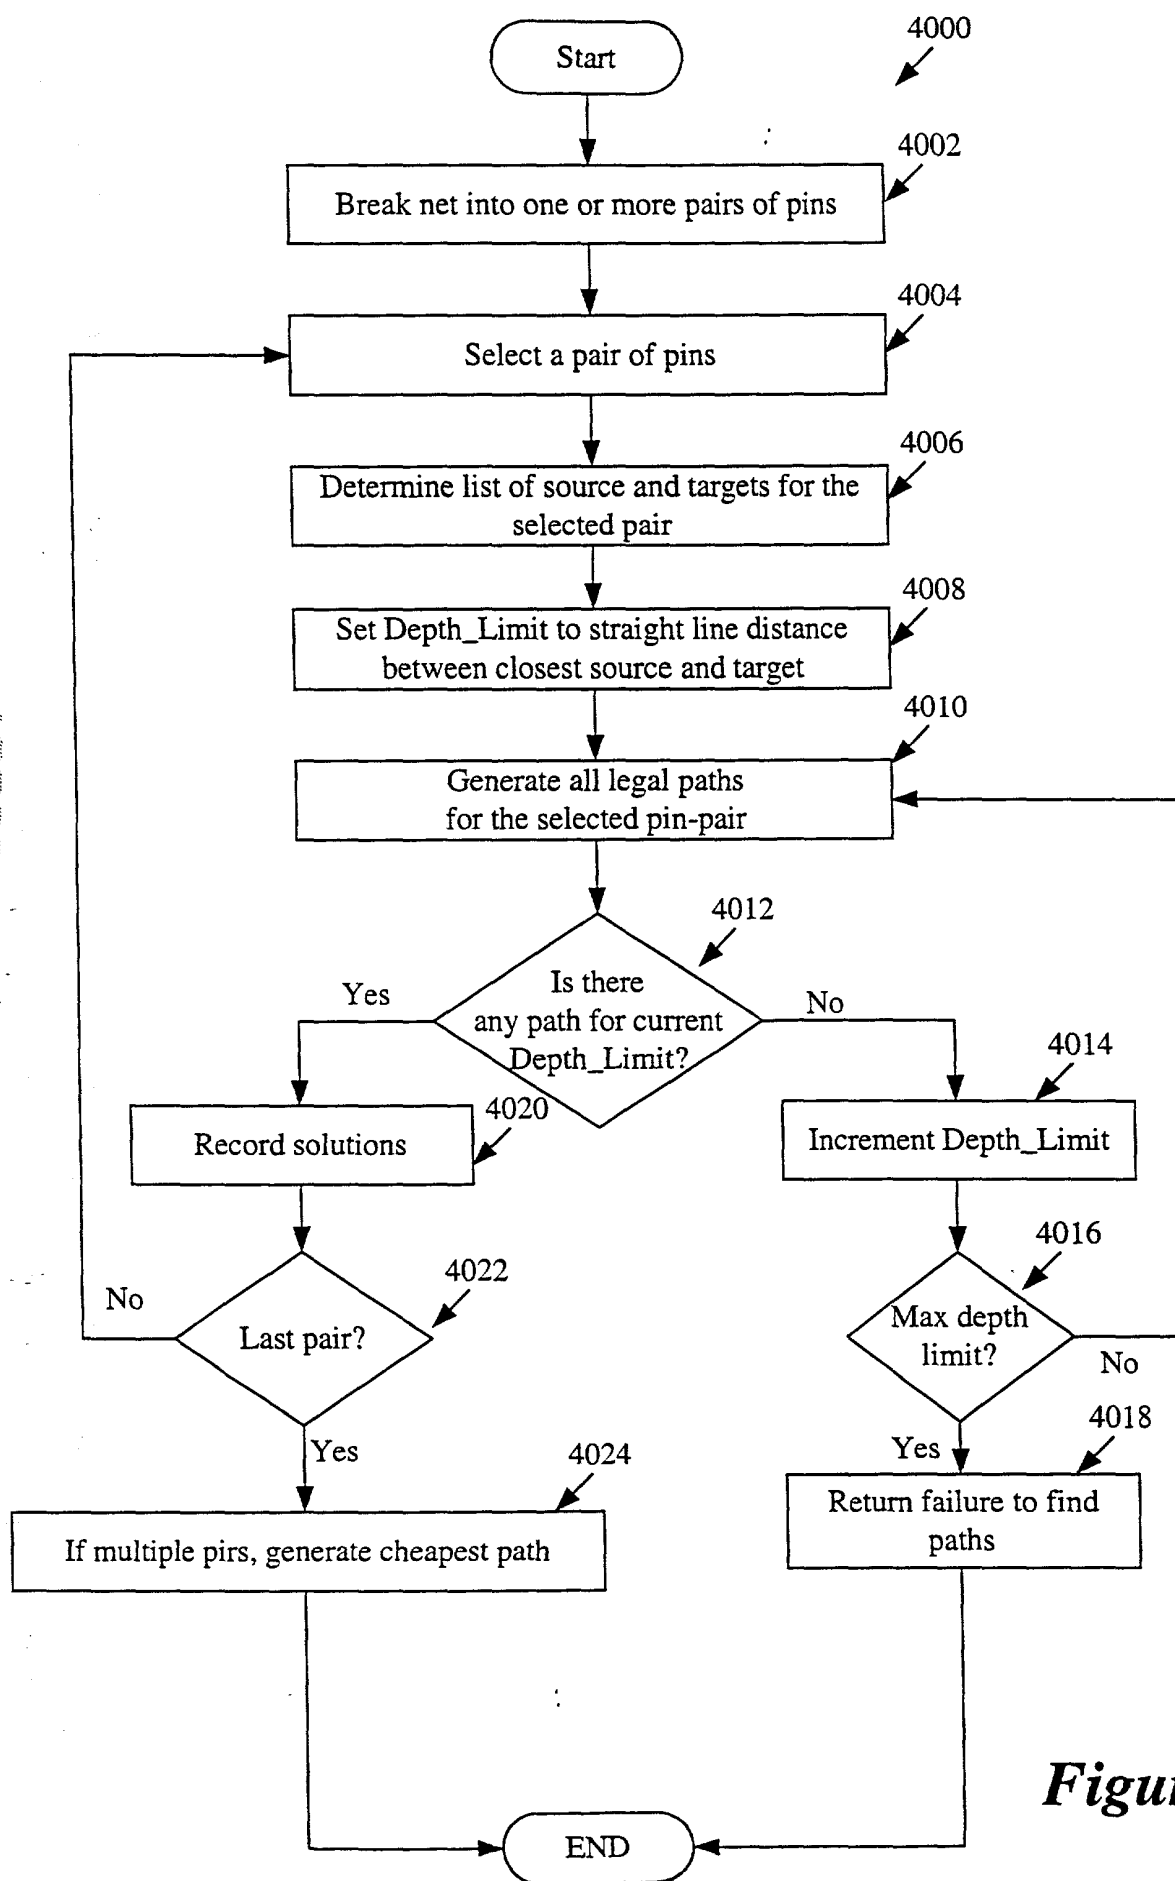 4000
Start
4002
Break net into one or more pairs of pins
4004
Select a pair of pins
4006
Determine list of source and targets for the
selected pair
4008
Set Depth_Limit to straight line distance
between closest source and target
4010
Generate all legal paths
for the selected pin-pair
4012
Is there
any path for current
Depth_Limit?
Yes
No
4014
Increment Depth_Limit
4020
Record solutions
4016
Max depth
limit?
No
4022
Last pair?
No
Yes
4018
Yes
Return failure to find
paths
4024
If multiple pirs, generate cheapest path
END